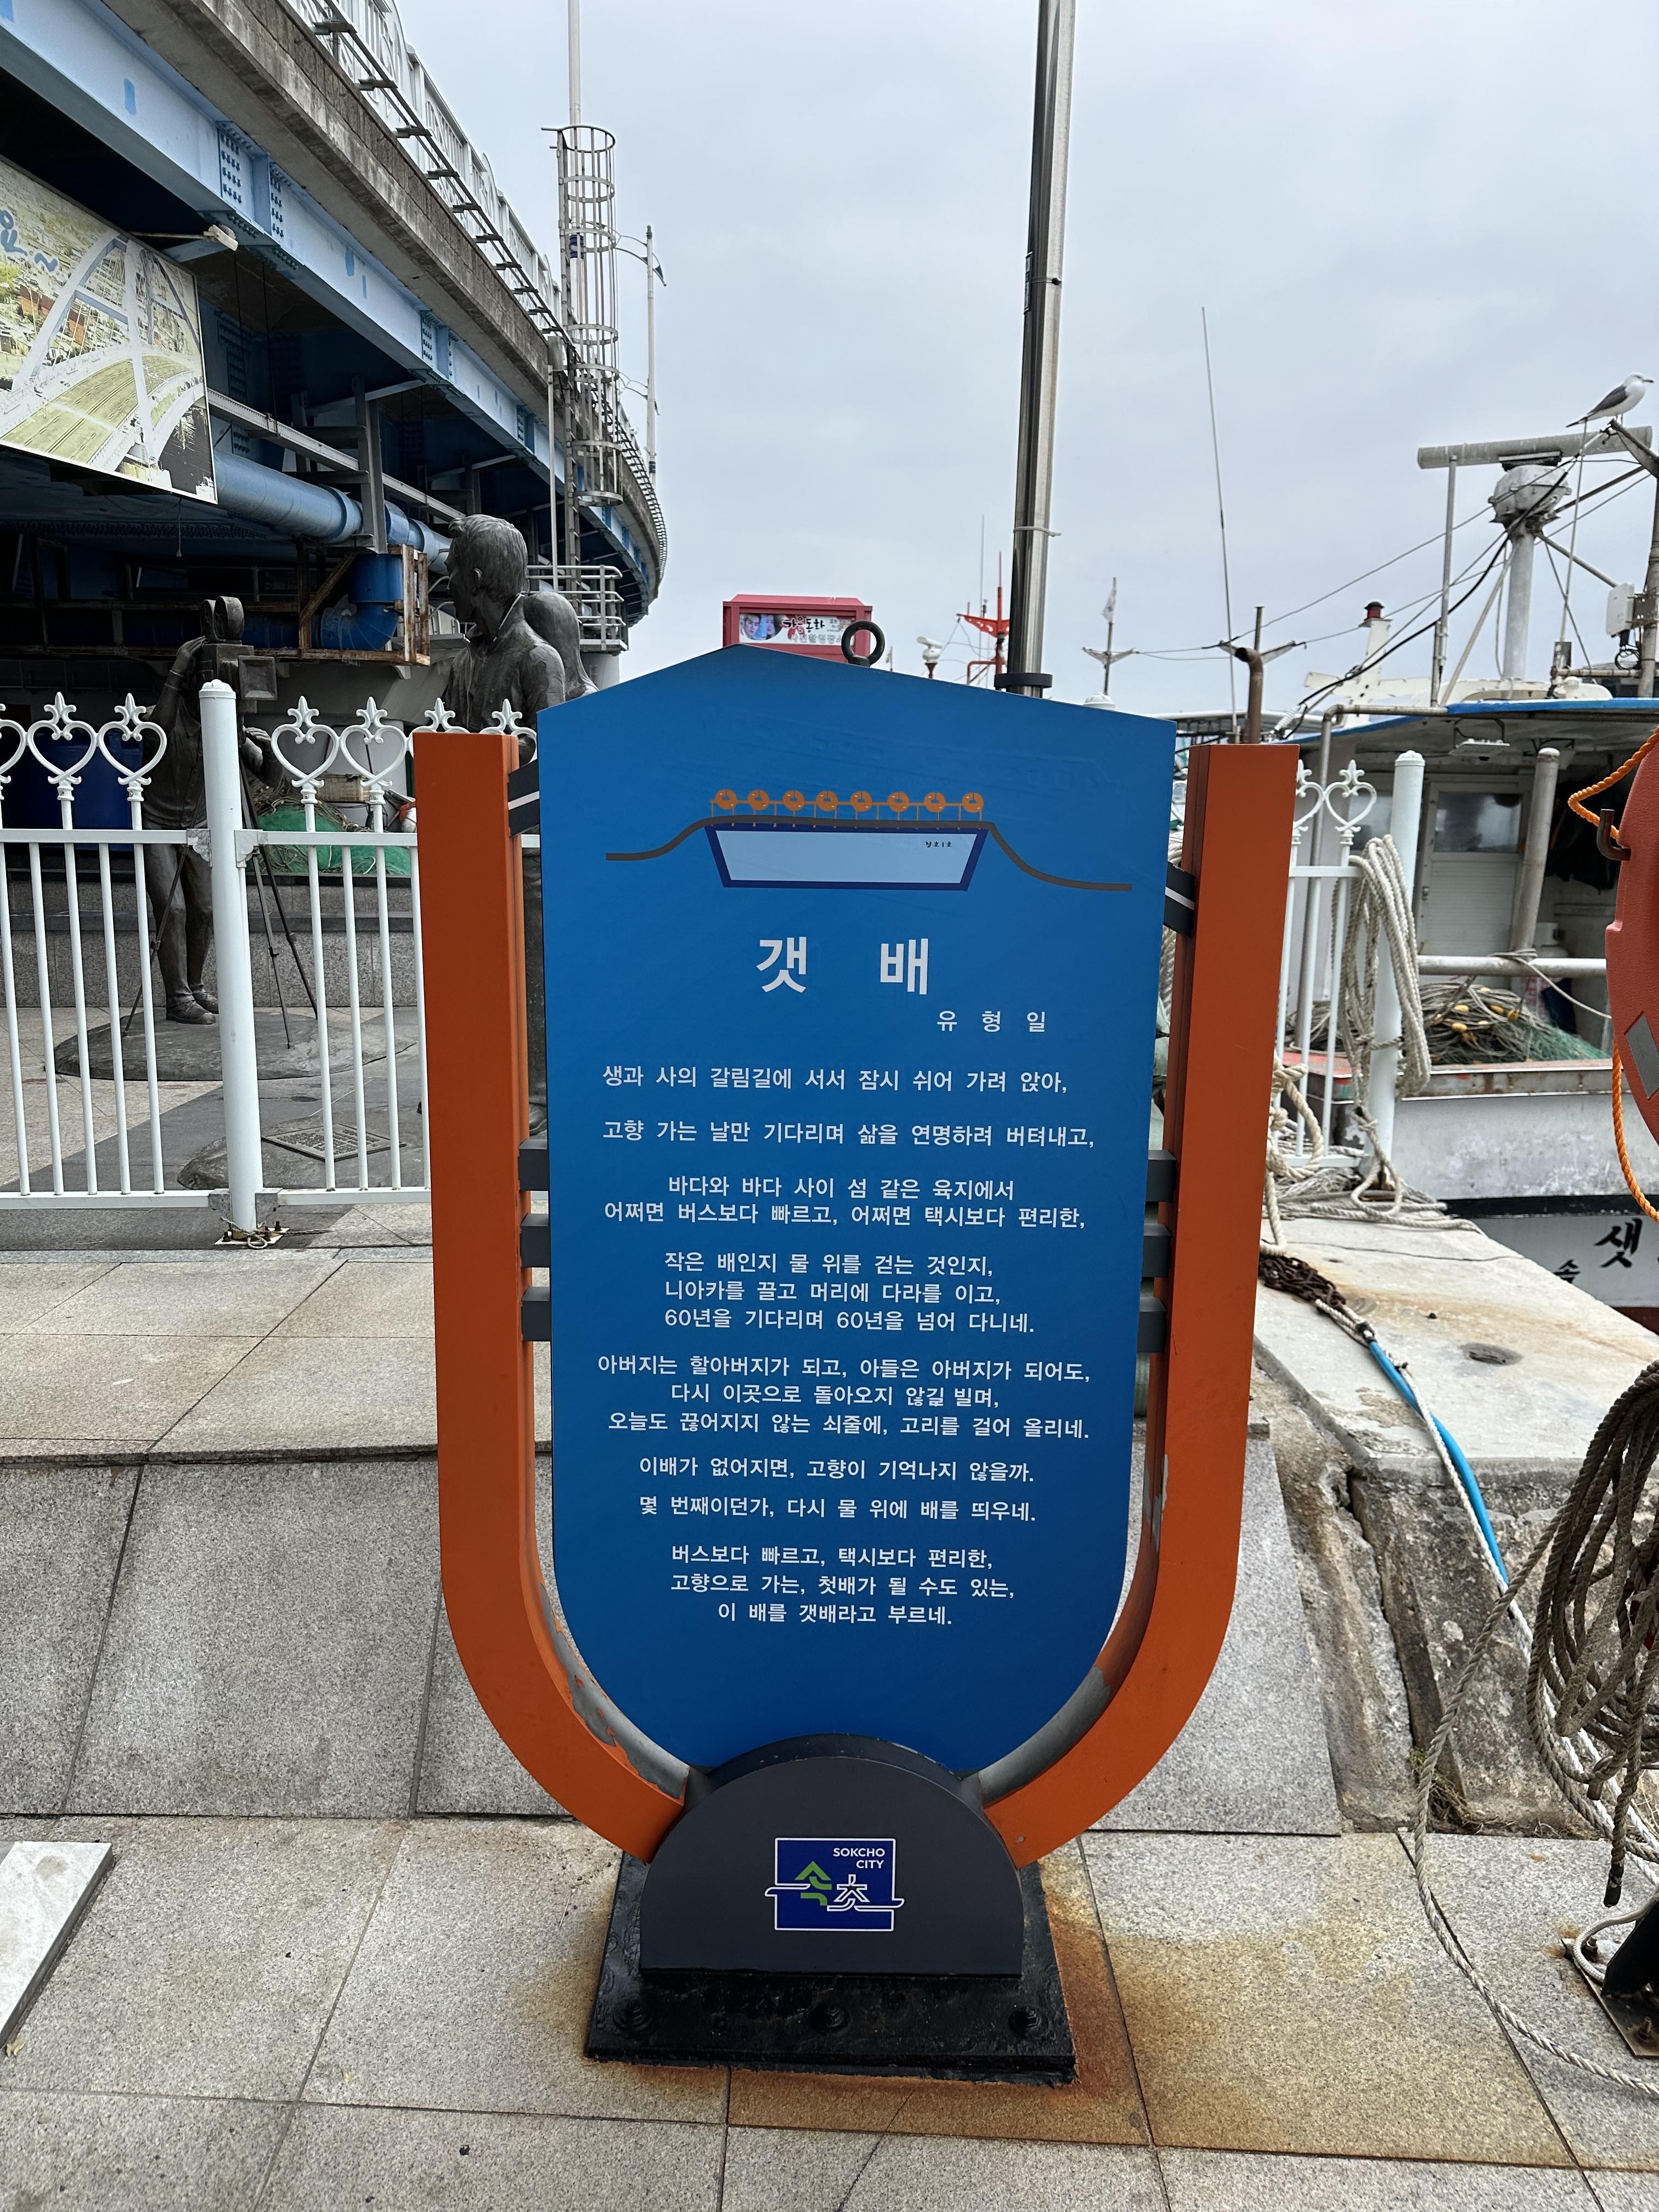 요~
가을동화
청호1호
갯 배
유 형 일
생과 사의 갈림길에 서서 잠시 쉬어 가려 앉아,
고향 가는 날만 기다리며 삶을 연명하려 버텨내고,
바다와 바다 사이 섬 같은 육지에서
어쩌면 버스보다 빠르고, 어쩌면 택시보다 편리한,
작은 배인지 물 위를 걷는 것인지,
니아카를 끌고 머리에 다라를 이고,
60년을 기다리며 60년을 넘어 다니네.
아버지는 할아버지가 되고, 아들은 아버지가 되어도,
다시 이곳으로 돌아오지 않길 빌며,
오늘도 끊어지지 않는 쇠줄에, 고리를 걸어 올리네.
이배가 없어지면, 고향이 기억나지 않을까.
몇 번째이던가, 다시 물 위에 배를 띄우네.
버스보다 빠르고, 택시보다 편리한,
고향으로 가는, 첫배가 될 수도 있는,
이 배를 갯배라고 부르네.
샛
속
SOKCHO
CITY
속초